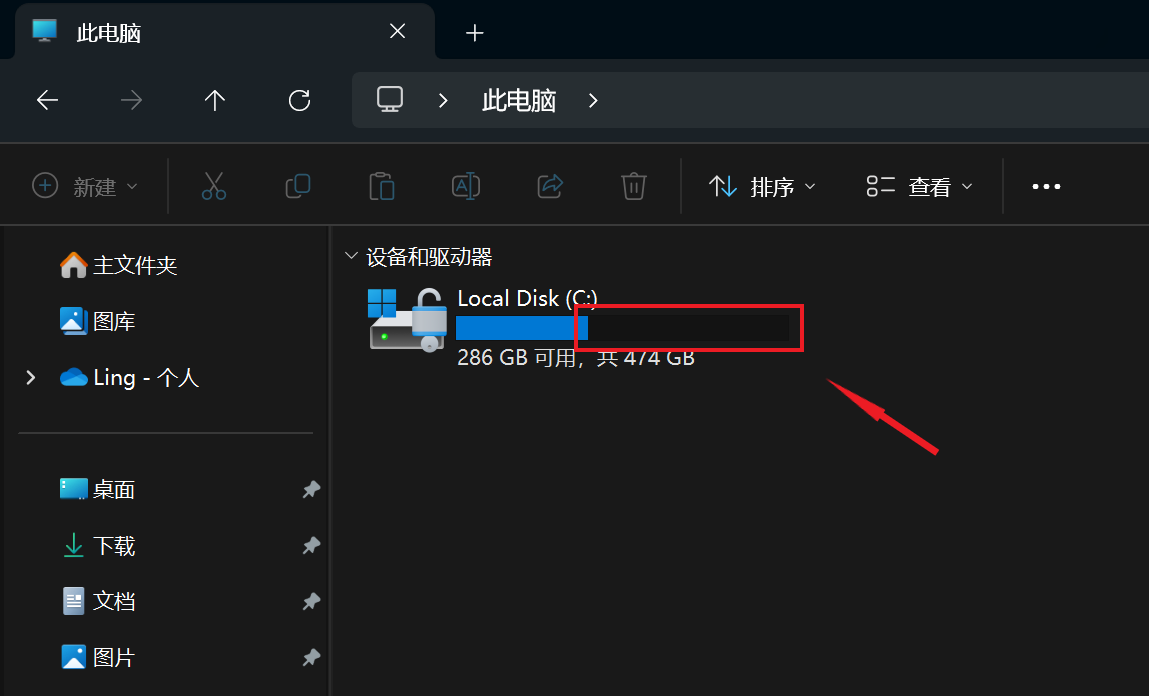 此电脑
此电脑
新建
排序
查看
主文件夹
图库
Ling - 个人
桌面
下载
文档
图片
设备和驱动器
Local Disk (C:)
286 GB 可用，共 474 GB